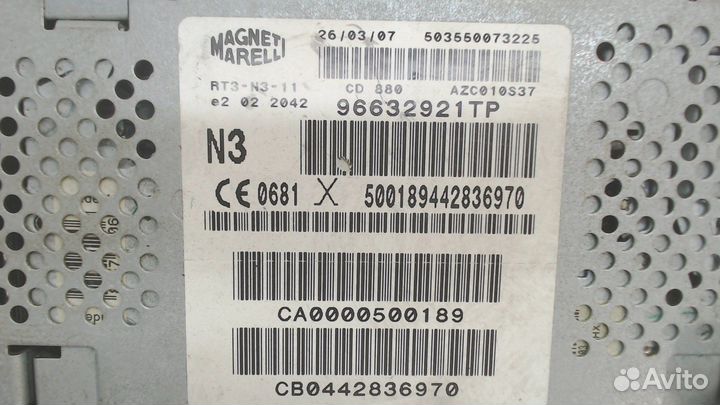 MAGNETI
MARELLI
26/03/07 503550073225
RT3-N3-11 CD 880 AZC010S37
e2 02 2042 96632921TP
N3
CE 0681 X 500189442836970
CA0000500189
CB0442836970
Avito